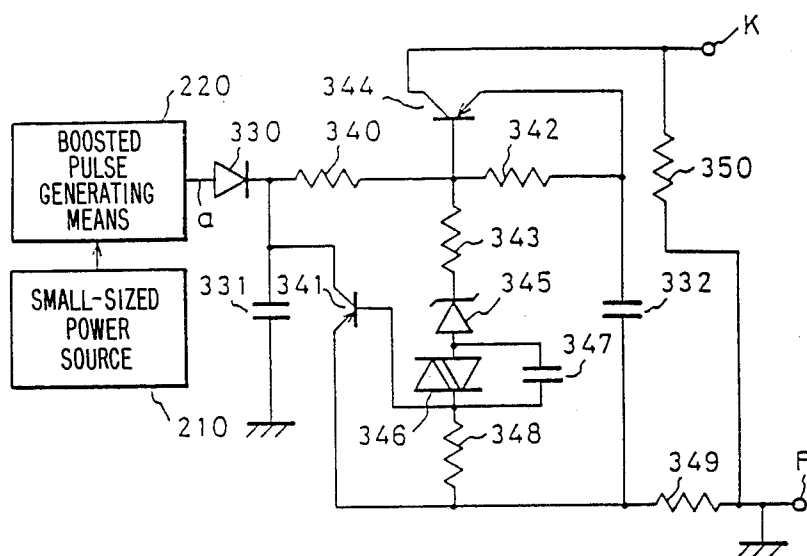 K
220
344
BOOSTED
PULSE
GENERATING
MEANS
330
340
342
350
a
343
331
341
345
332
SMALL-SIZED
POWER
SOURCE
347
346
348
210
349
F